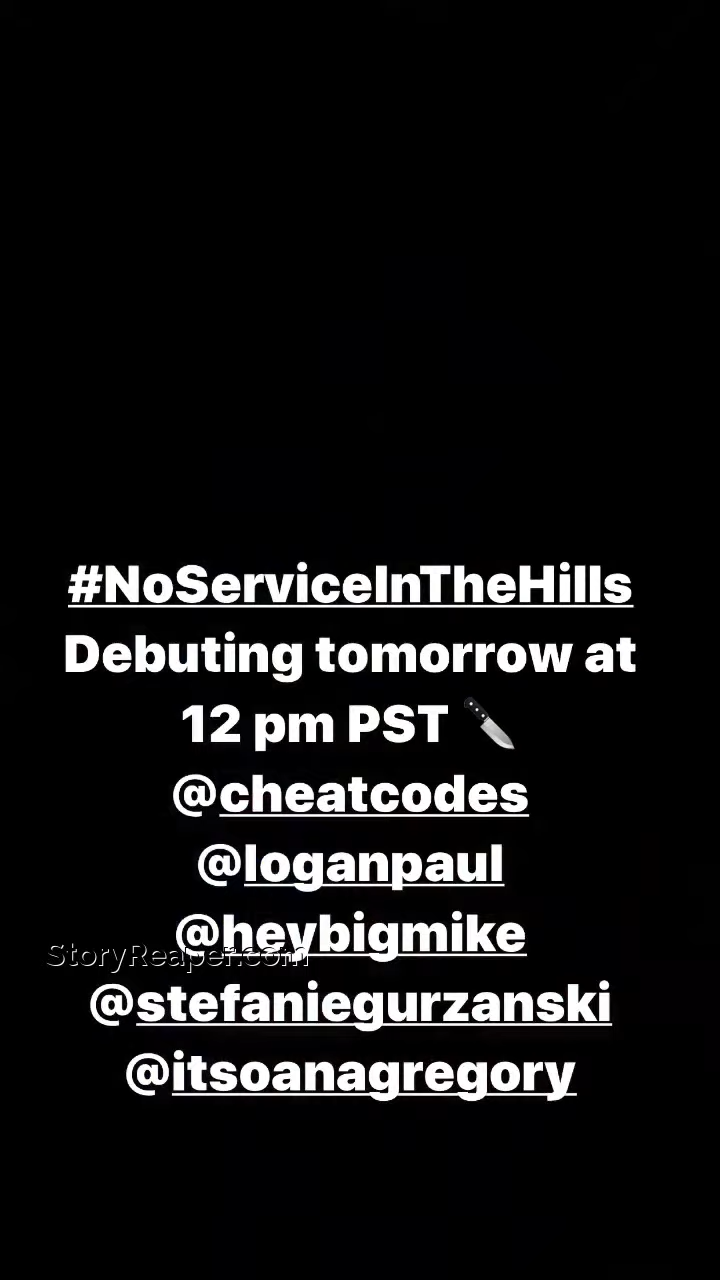 #NoServiceInTheHills
Debuting tomorrow at
12 pm PST 🔪
@cheatcodes
@loganpaul
@heybigmike
StoryReaper.com
@stefaniegurzanski
@itsoanagregory